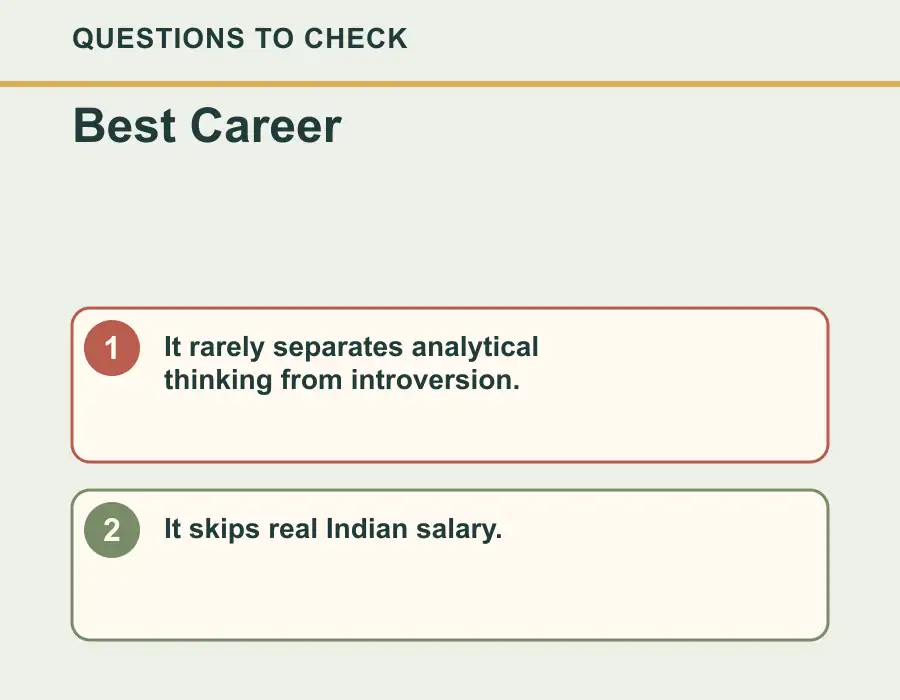 QUESTIONS TO CHECK
Best Career
1
It rarely separates analytical
thinking from introversion.
2
It skips real Indian salary.